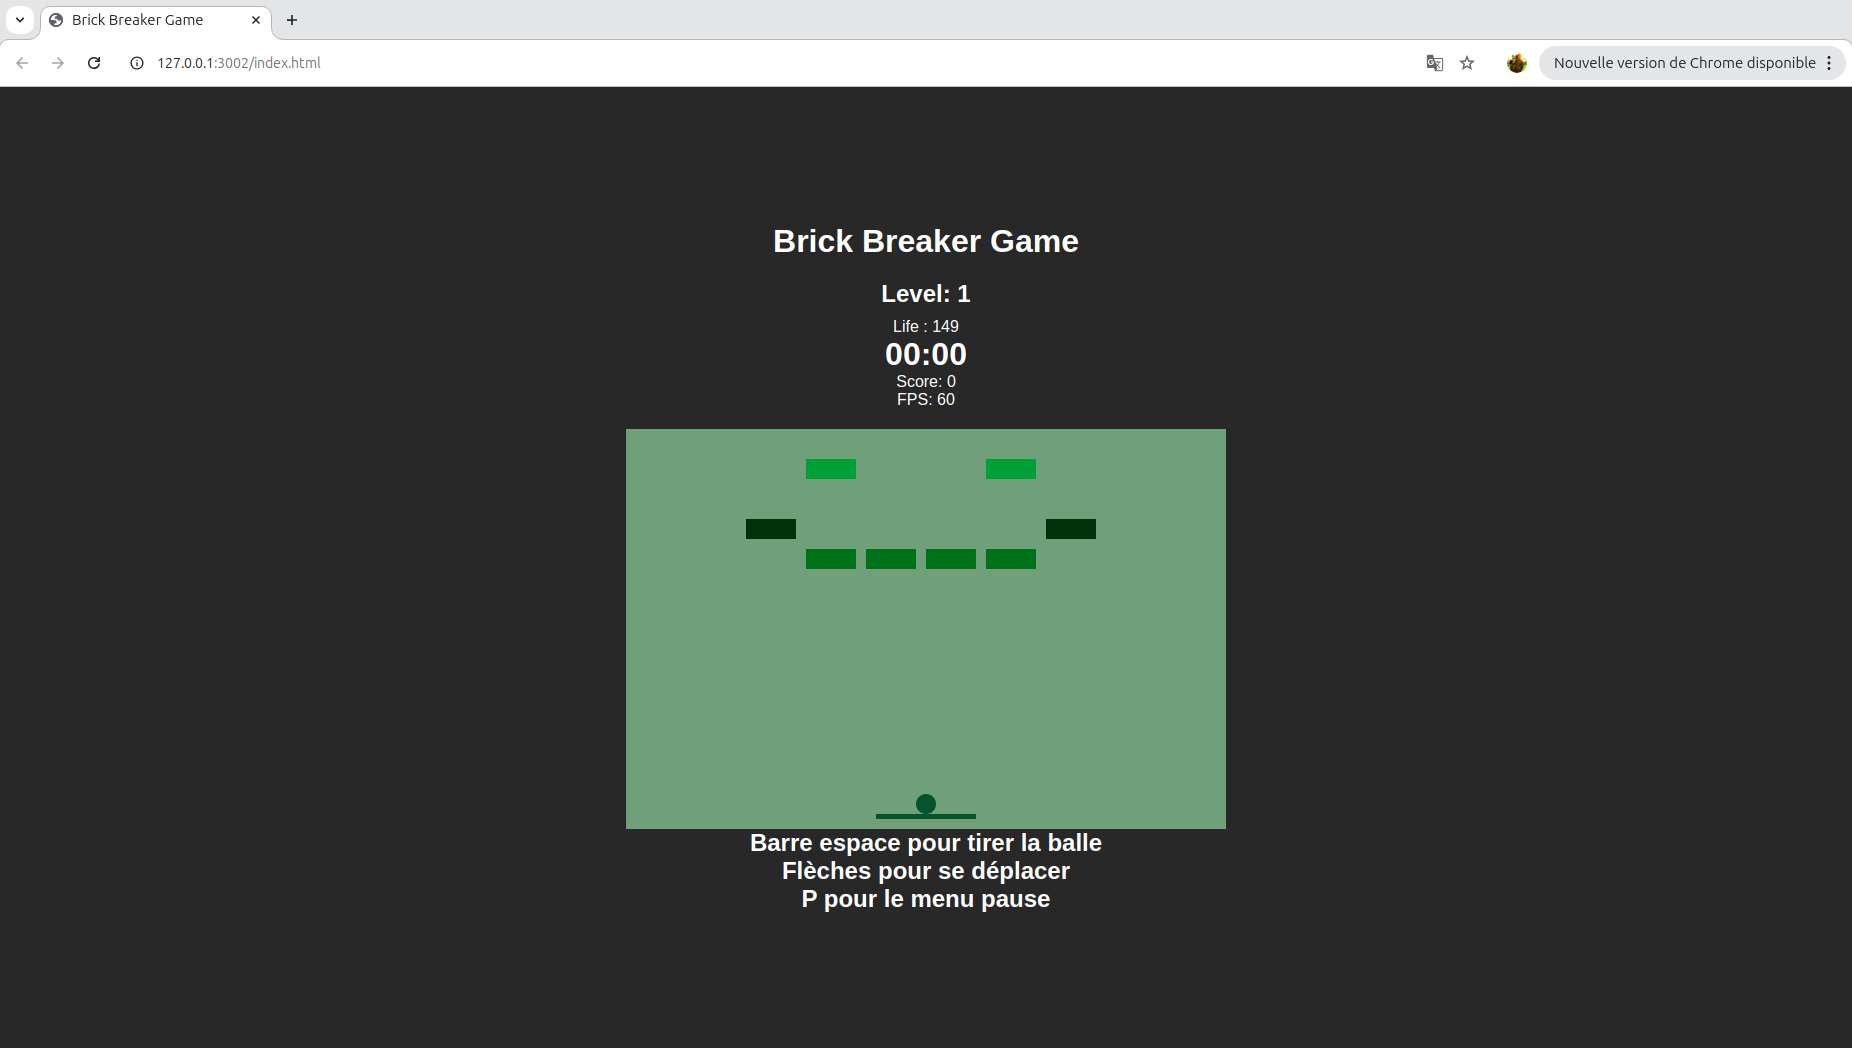 Brick Breaker Game
127.0.0.1:3002/index.html
Nouvelle version de Chrome disponible
Brick Breaker Game
Level: 1
Life : 149
00:00
Score: 0
FPS: 60
Barre espace pour tirer la balle
Flèches pour se déplacer
P pour le menu pause